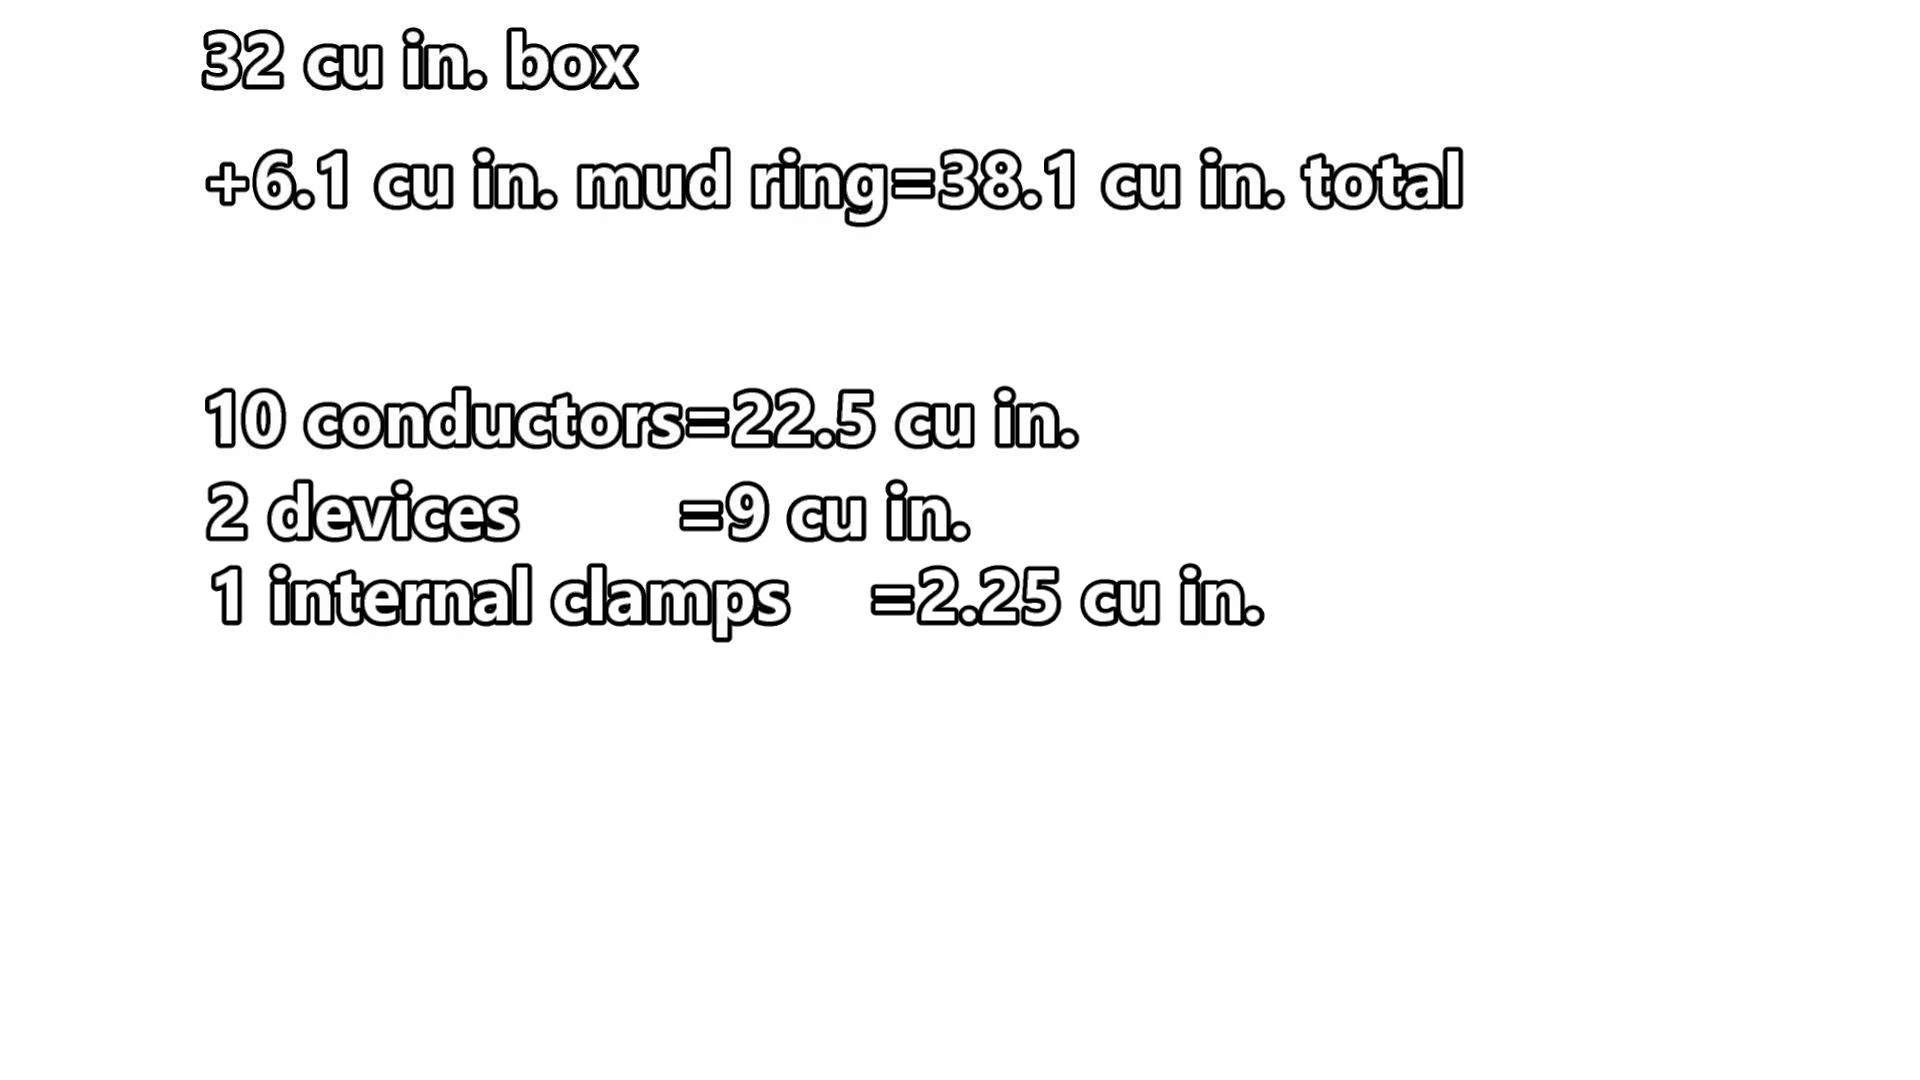 32 cu in. box
+6.1 cu in. mud ring=38.1 cu in. total
10 conductors=22.5 cu in.
2 devices =9 cu in.
1 internal clamps =2.25 cu in.